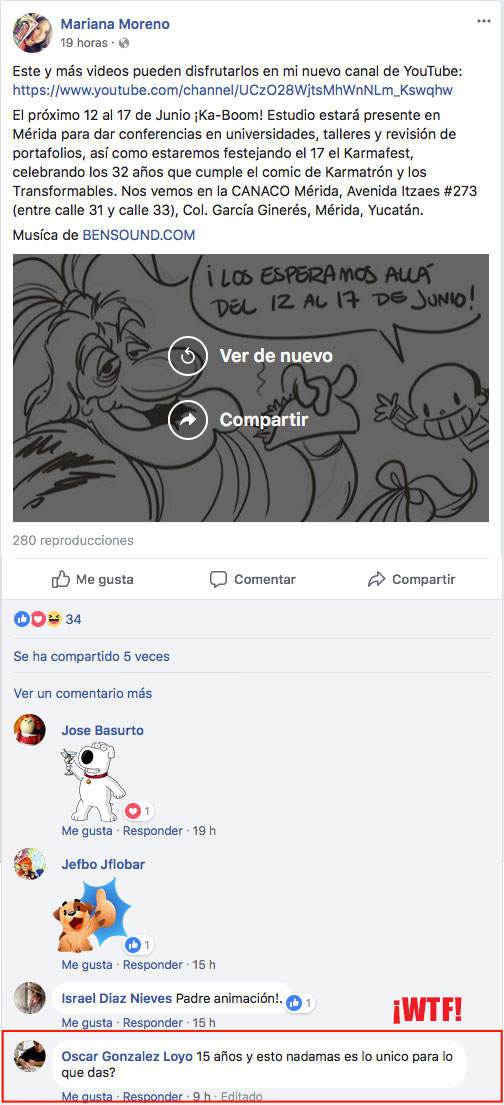 Mariana Moreno
19 horas ·
Este y más videos pueden disfrutarlos en mi nuevo canal de YouTube:
https://www.youtube.com/channel/UCzO28WjtsMhWnNLm_Kswqhw
El próximo 12 al 17 de Junio ¡Ka-Boom! Estudio estará presente en
Mérida para dar conferencias en universidades, talleres y revisión de
portafolios, así como estaremos festejando el 17 el Karmafest,
celebrando los 32 años que cumple el comic de Karmatrón y los
Transformables. Nos vemos en la CANACO Mérida, Avenida Itzaes #273
(entre calle 31 y calle 33), Col. García Ginerés, Mérida, Yucatán.
Musíca de BENSOUND.COM
¡LOS ESPERAMOS ALLÁ
DEL 12 AL 17 DE JUNIO!
Ver de nuevo
Compartir
280 reproducciones
Me gusta Comentar Compartir
34
Se ha compartido 5 veces
Ver un comentario más
Jose Basurto
1
Me gusta · Responder · 19 h
Jefbo Jflobar
1
Me gusta · Responder · 15 h
Israel Diaz Nieves Padre animación!.
1
Me gusta · Responder · 15 h
¡WTF!
Oscar Gonzalez Loyo 15 años y esto nadamas es lo unico para lo
que das?
Me gusta · Responder · 9 h · Editado